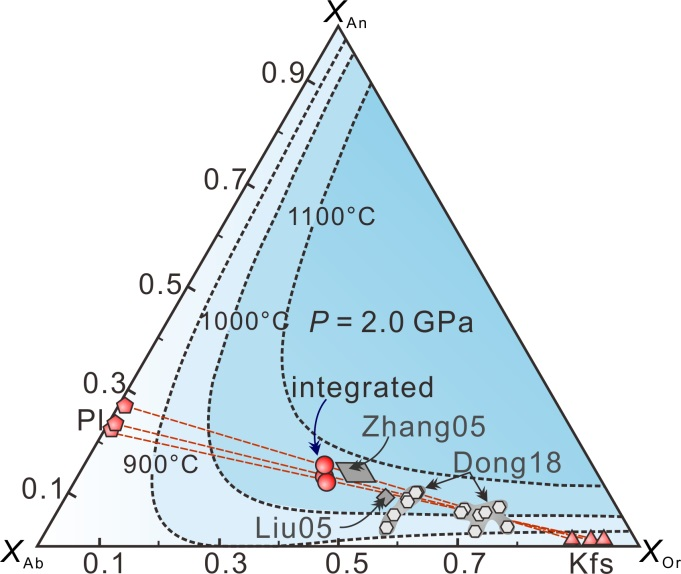 XAn
0.9
0.7
1100°C
0.5
1000°C
P = 2.0 GPa
0.3
integrated
Pl
Zhang05
900°C
Dong18
0.1
Liu05
XAb
0.1
0.3
0.5
0.7
Kfs
XOr